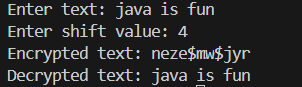 Enter text: java is fun
Enter shift value: 4
Encrypted text: neze$mw$jyr
Decrypted text: java is fun